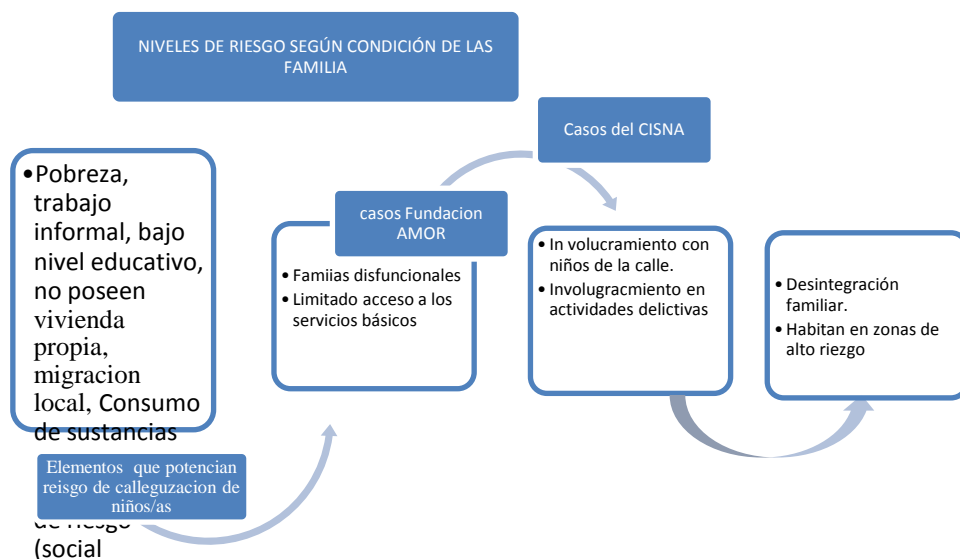 NIVELES DE RIESGO SEGÚN CONDICIÓN DE LAS
FAMILIA
Casos del CISNA
•Pobreza,
trabajo
informal, bajo
nivel educativo,
no poseen
vivienda
propia,
migracion
local, Consumo
de sustancias
Elementos que potencian
reisgo de calleguzacion de
niños/as
de riesgo
(social
casos Fundacion
AMOR
• Famiias disfuncionales
• Limitado acceso a los
servicios básicos
• In volucramiento con
niños de la calle.
• Involugracmiento en
actividades delictivas
• Desintegración
familiar.
• Habitan en zonas de
alto riezgo